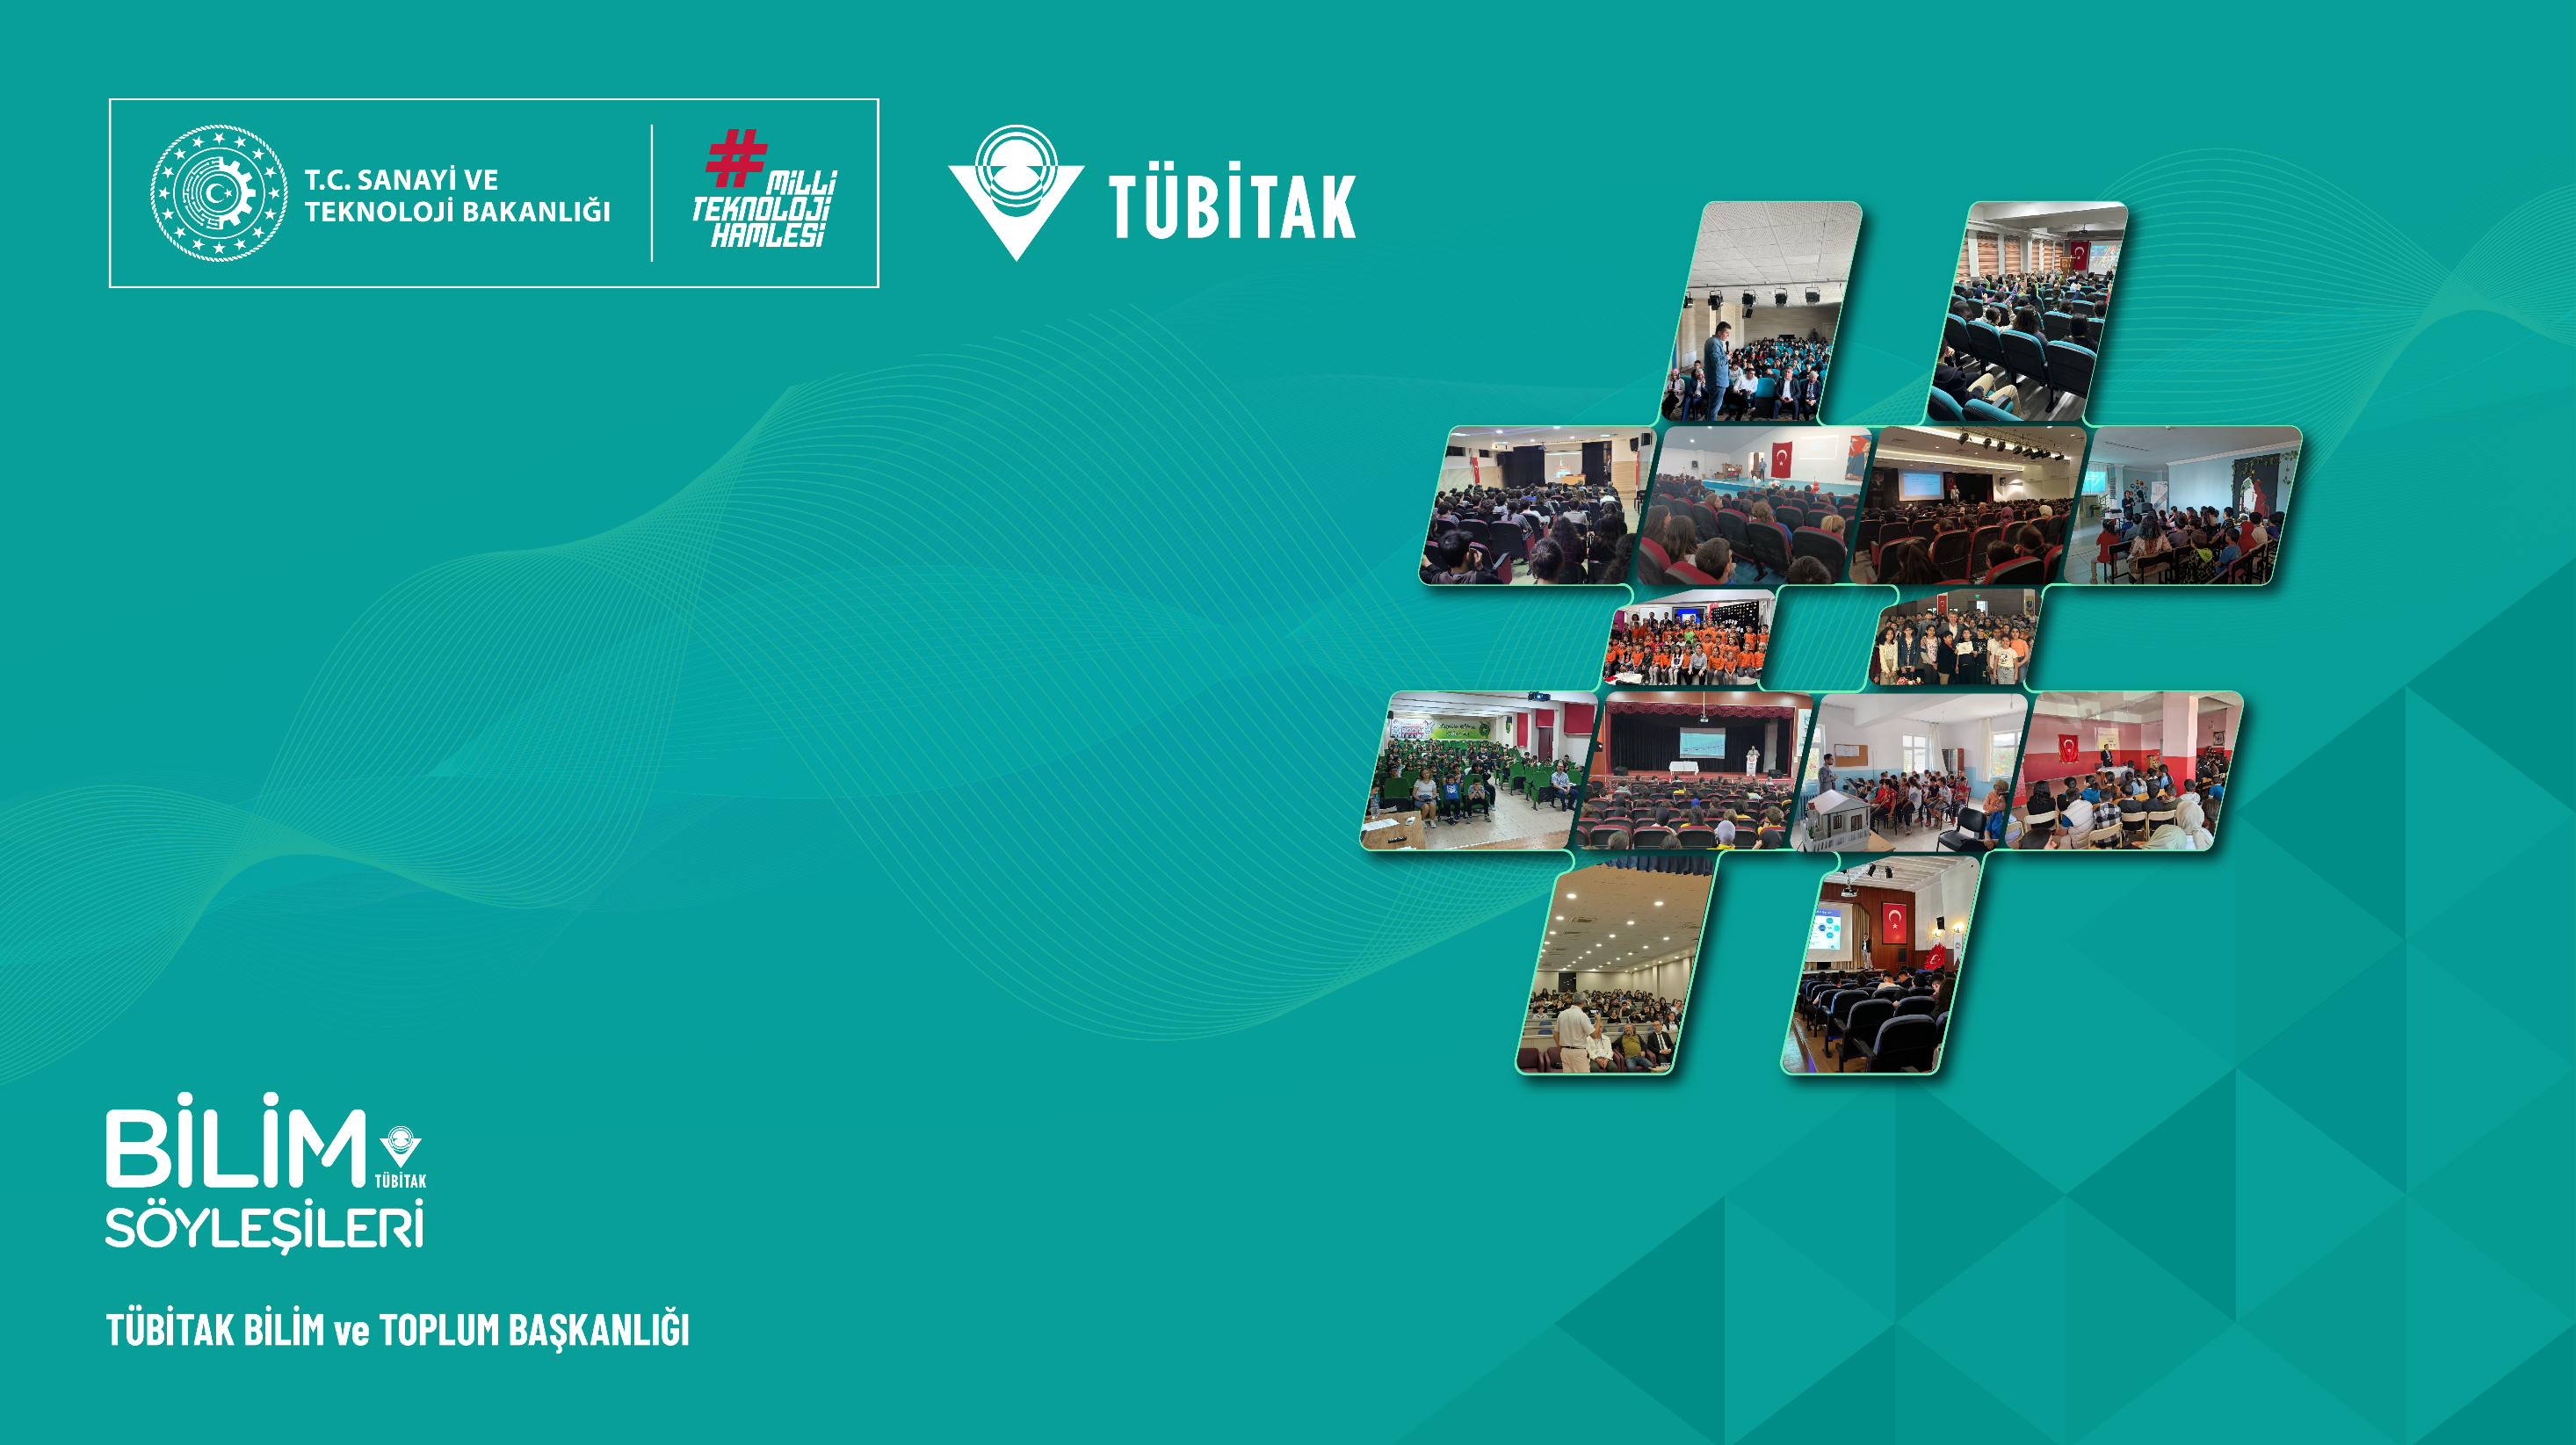 T.C. SANAYİ VE
TEKNOLOJİ BAKANLIĞI
#MİLLİ
TEKNOLOJİ
HAMLESİ
TÜBİTAK
BİLİM
TÜBİTAK
SÖYLEŞİLERİ
TÜBİTAK BİLİM ve TOPLUM BAŞKANLIĞI